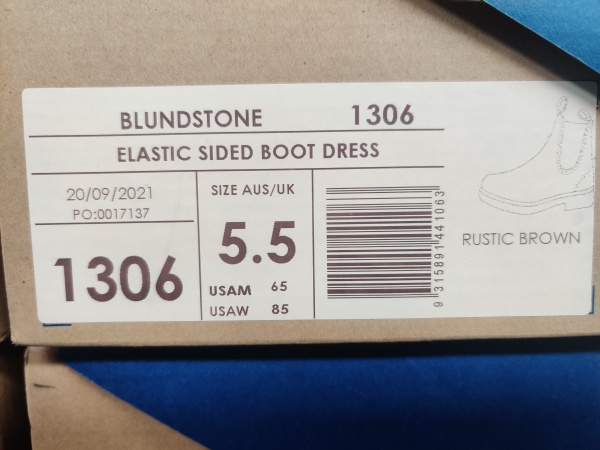 BLUNDSTONE 1306
ELASTIC SIDED BOOT DRESS
20/09/2021
PO:0017137
1306
SIZE AUS/UK
5.5
USAM 65
USAW 85
9 315891 441063
RUSTIC BROWN